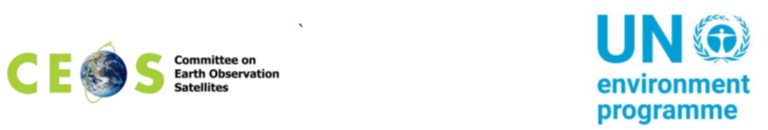 CEOS
Committee on
Earth Observation
Satellites
UN
environment
programme